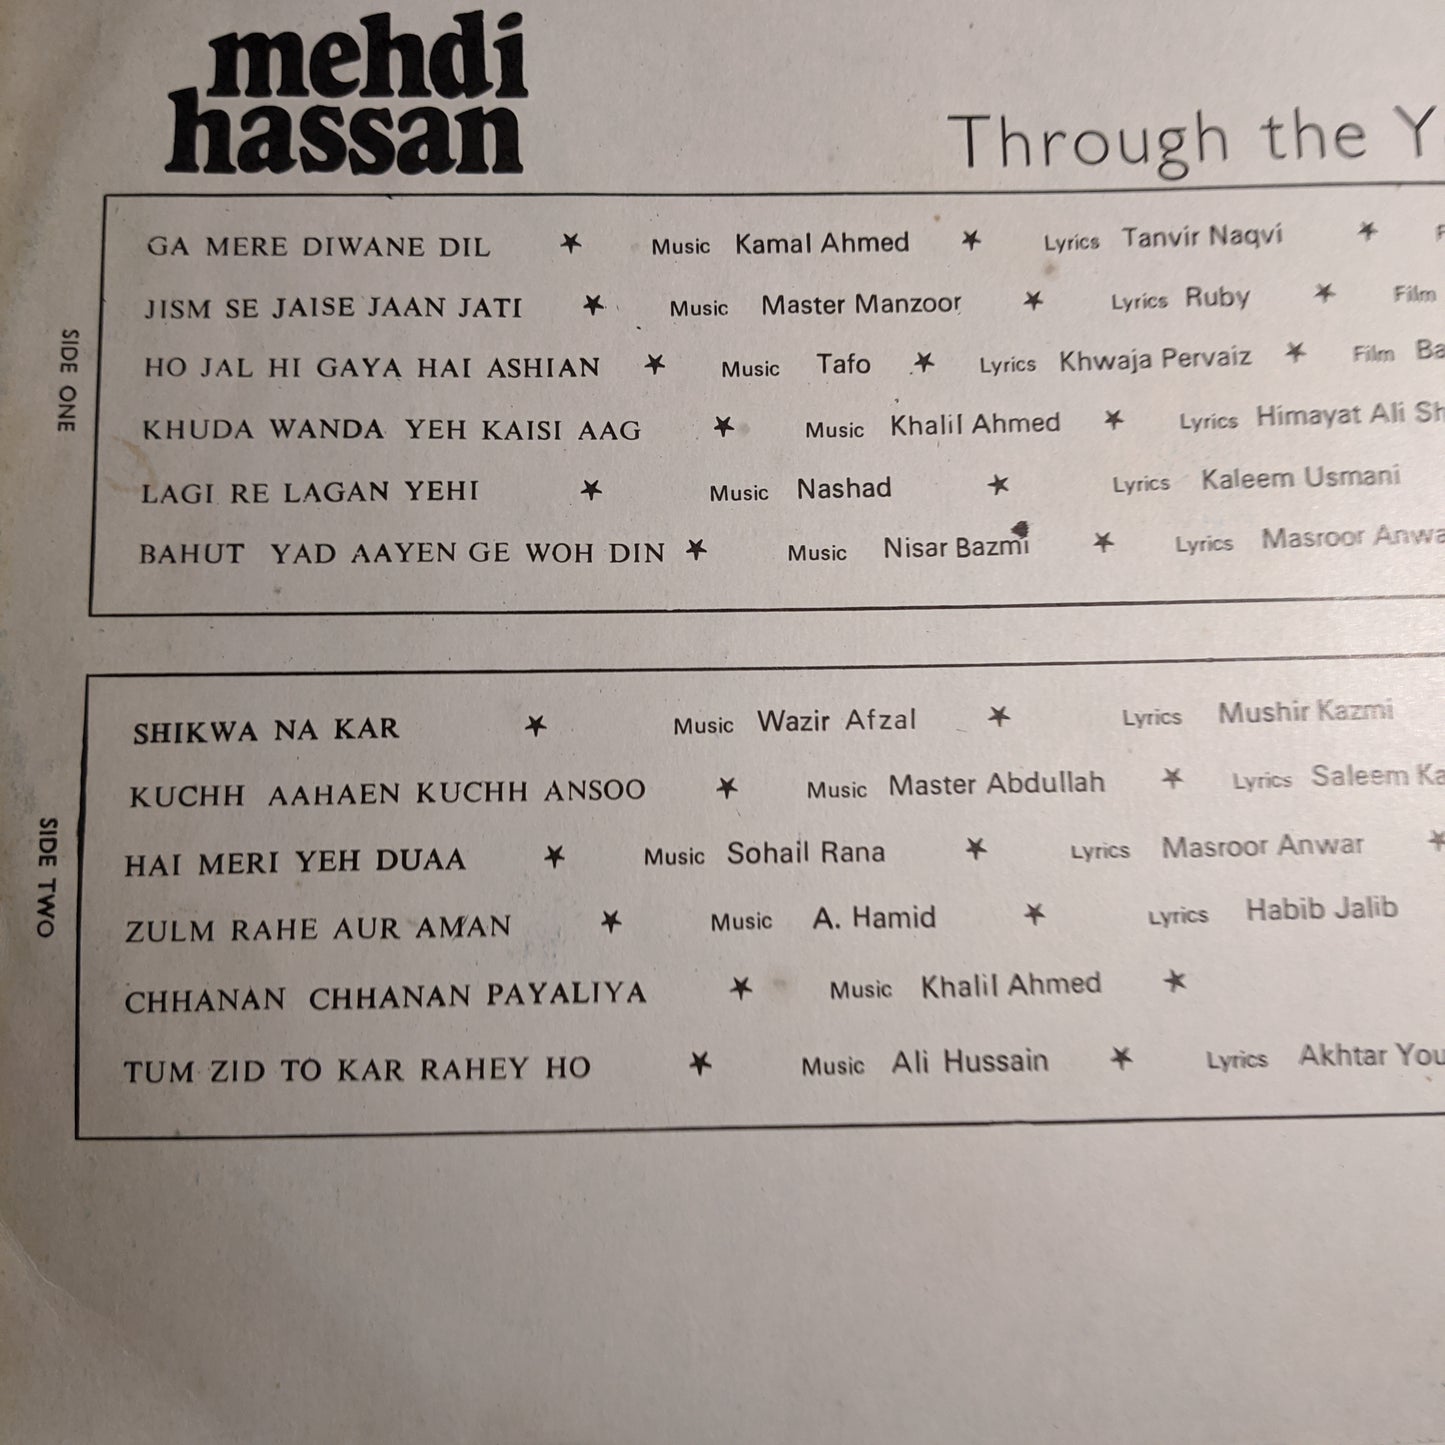 mehdi
hassan
Through the
SIDE ONE
GA MERE DIWANE DIL ★ Music Kamal Ahmed ★ Lyrics Tanvir Naqvi ★
JISM SE JAISE JAAN JATI ★ Music Master Manzoor ★ Lyrics Ruby ★ Film
HO JAL HI GAYA HAI ASHIAN ★ Music Tafo ★ Lyrics Khwaja Pervaiz ★ Film
KHUDA WANDA YEH KAISI AAG ★ Music Khalil Ahmed ★ Lyrics Himayat Ali
LAGI RE LAGAN YEHI ★ Music Nashad ★ Lyrics Kaleem Usmani
BAHUT YAD AAYEN GE WOH DIN ★ Music Nisar Bazmi ★ Lyrics Masroor
SIDE TWO
SHIKWA NA KAR ★ Music Wazir Afzal ★ Lyrics Mushir Kazmi
KUCHH AAHAEN KUCHH ANSOO ★ Music Master Abdullah ★ Lyrics Saleem
HAI MERI YEH DUAA ★ Music Sohail Rana ★ Lyrics Masroor Anwar ★
ZULM RAHE AUR AMAN ★ Music A. Hamid ★ Lyrics Habib Jalib
CHHANAN CHHANAN PAYALIYA ★ Music Khalil Ahmed ★
TUM ZID TO KAR RAHEY HO ★ Music Ali Hussain ★ Lyrics Akhtar